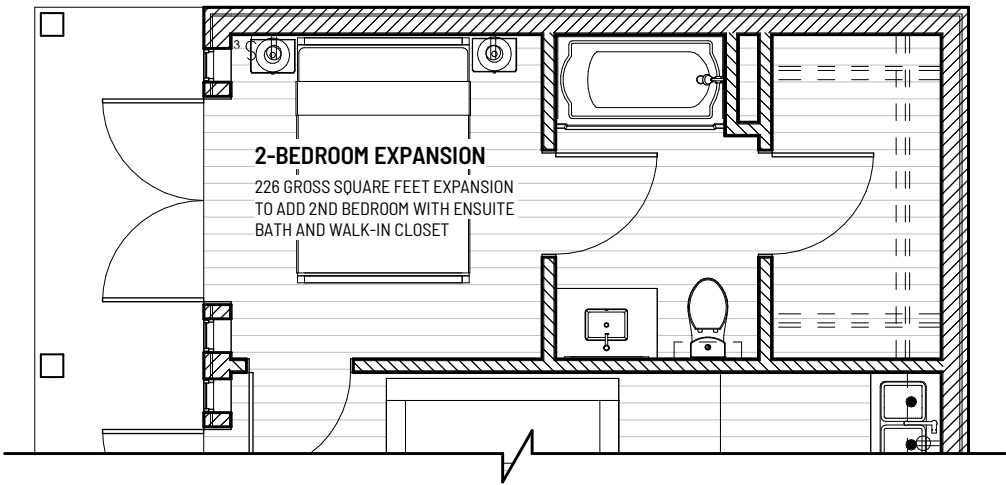 3
S
2-BEDROOM EXPANSION
226 GROSS SQUARE FEET EXPANSION
TO ADD 2ND BEDROOM WITH ENSUITE
BATH AND WALK-IN CLOSET